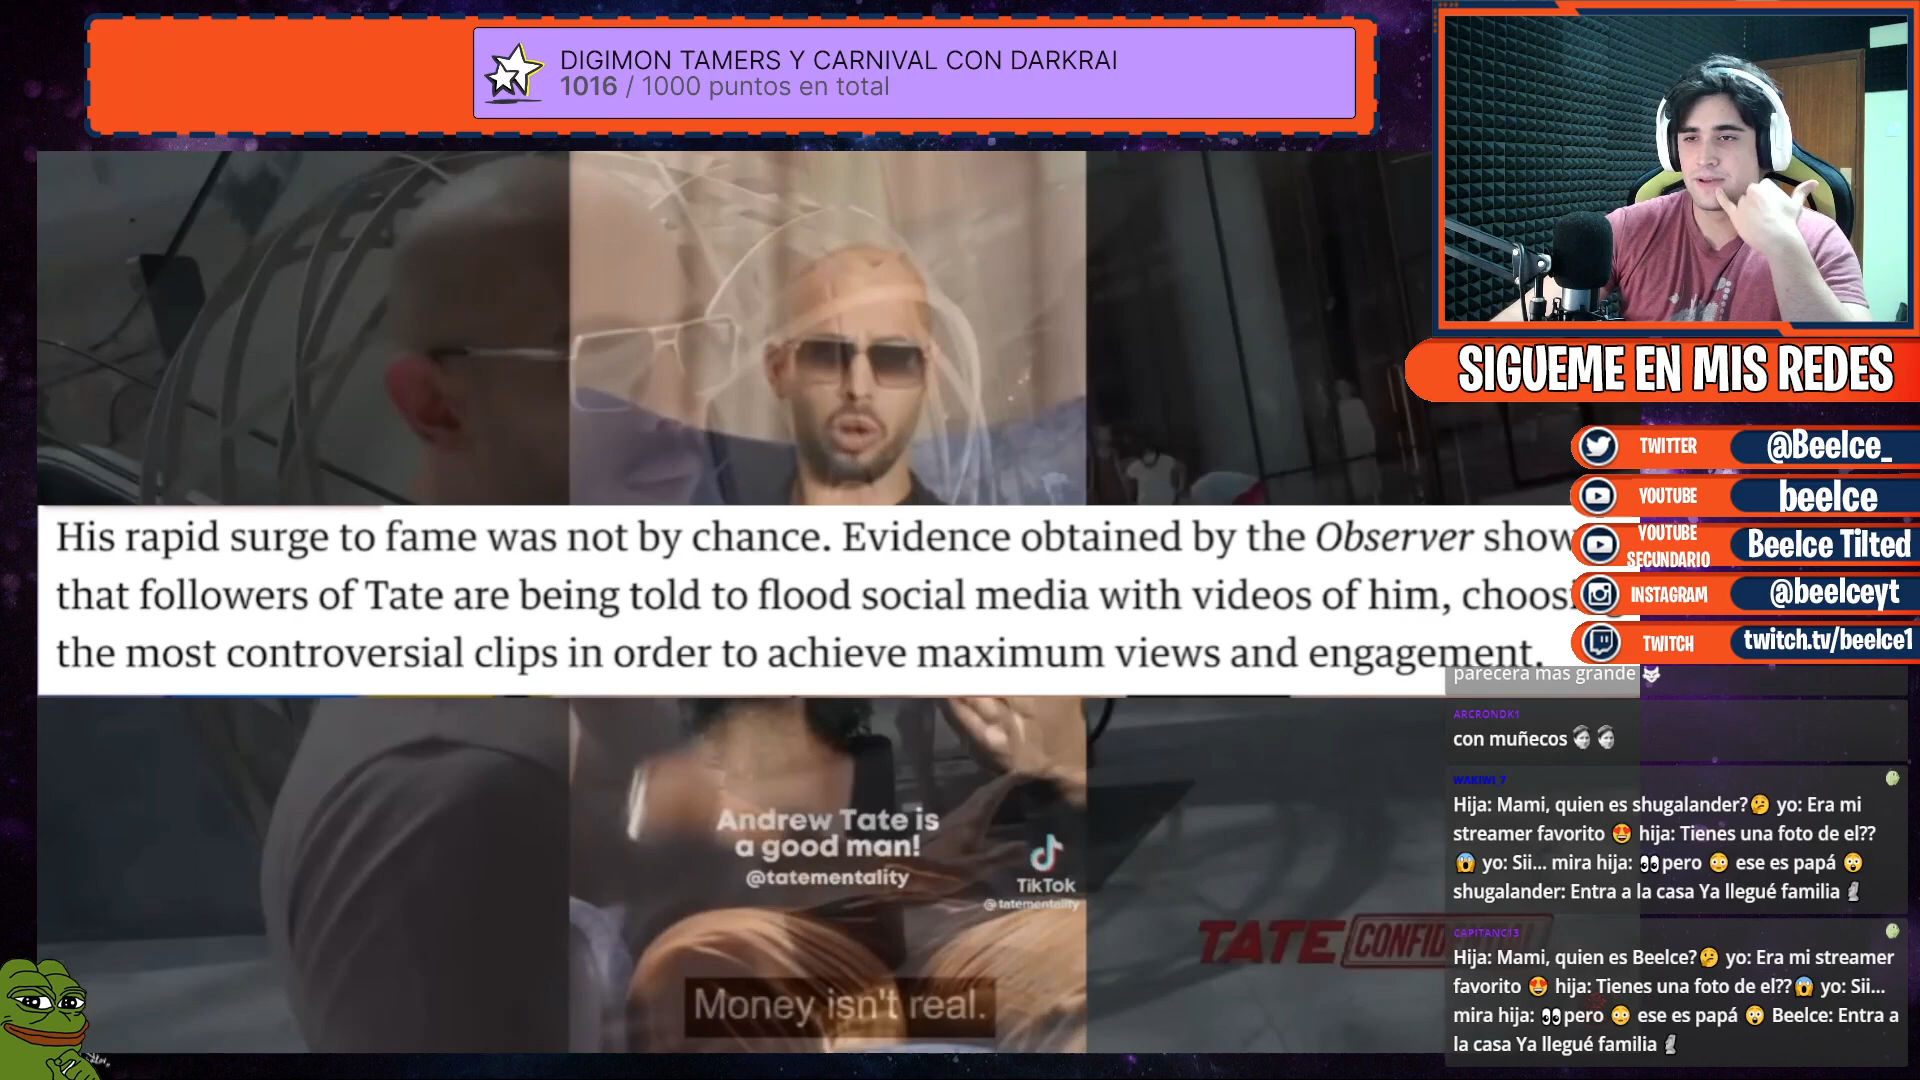 DIGIMON TAMERS Y CARNIVAL CON DARKRAI
1016 / 1000 puntos en total
SIGUEME EN MIS REDES
TWITTER @Beelce_
YOUTUBE beelce
YOUTUBE SECUNDARIO Beelce Tilted
INSTAGRAM @beelceyt
TWITCH twitch.tv/beelce1
His rapid surge to fame was not by chance. Evidence obtained by the Observer show
that followers of Tate are being told to flood social media with videos of him, choosi
the most controversial clips in order to achieve maximum views and engagement.
Andrew Tate is
a good man!
@tatementality
TikTok
@tatementality
Money isn't real.
TATE CONFID
parecera mas grande
ARCRONDK1
con muñecos
WAKIWI 7
Hija: Mami, quien es shugalander?🤔 yo: Era mi
streamer favorito 😍 hija: Tienes una foto de el??
😱 yo: Sii... mira hija: 👀pero 😳 ese es papá 😲
shugalander: Entra a la casa Ya llegué familia 🗿
CAPITANC13
Hija: Mami, quien es Beelce?🤔 yo: Era mi streamer
favorito 😍 hija: Tienes una foto de el??😱 yo: Sii...
mira hija: 👀pero 😳 ese es papá 😲 Beelce: Entra a
la casa Ya llegué familia 🗿